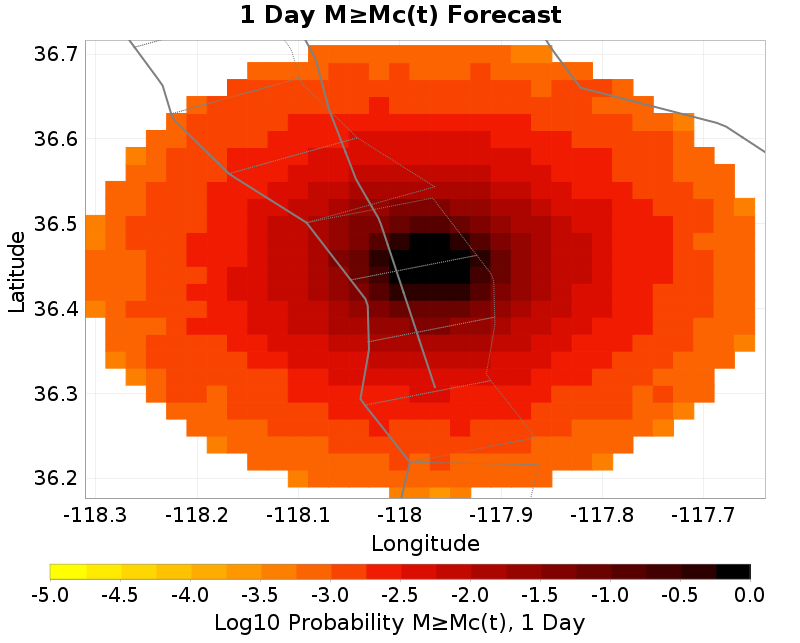 1 Day M≥Mc(t) Forecast
36.7
36.6
36.5
36.4
36.3
36.2
Latitude
-118.3 -118.2 -118.1 -118 -117.9 -117.8 -117.7
Longitude
-5.0 -4.5 -4.0 -3.5 -3.0 -2.5 -2.0 -1.5 -1.0 -0.5 0.0
Log10 Probability M≥Mc(t), 1 Day